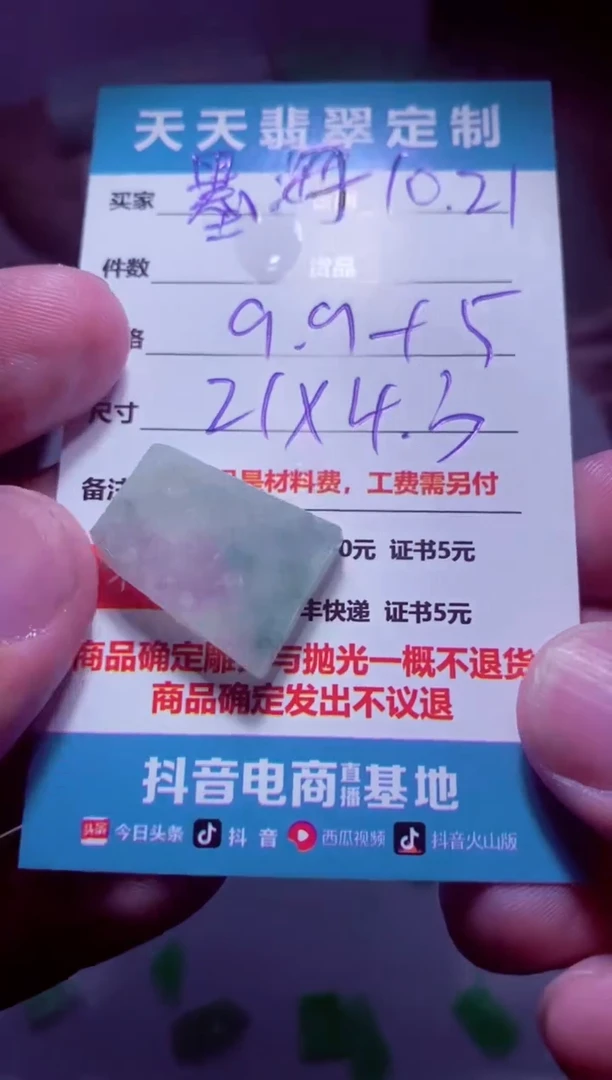 天天翡翠定制
买家 墨 10.21
件数 货品
格 9.9+5
尺寸 21X4.3
备注 是材料费，工费需另付
0元 证书5元
丰快递 证书5元
商品确定雕 与抛光一概不退货
商品确定发出不议退
抖音电商直播基地
头条 今日头条 抖音 西瓜视频 抖音火山版